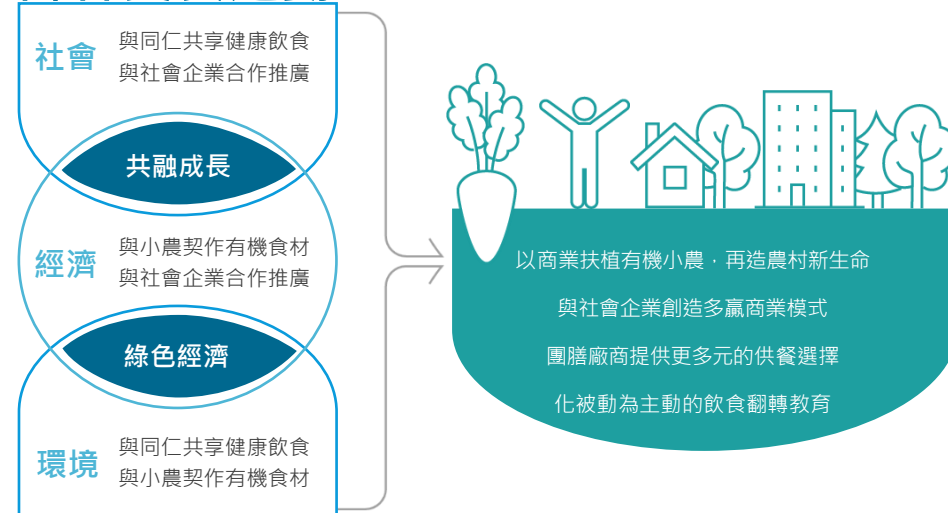 社會
與同仁共享健康飲食
與社會企業合作推廣
共融成長
經濟
與小農契作有機食材
與社會企業合作推廣
綠色經濟
環境
與同仁共享健康飲食
與小農契作有機食材
以商業扶植有機小農，再造農村新生命
與社會企業創造多贏商業模式
團膳廠商提供更多元的供餐選擇
化被動為主動的飲食翻轉教育